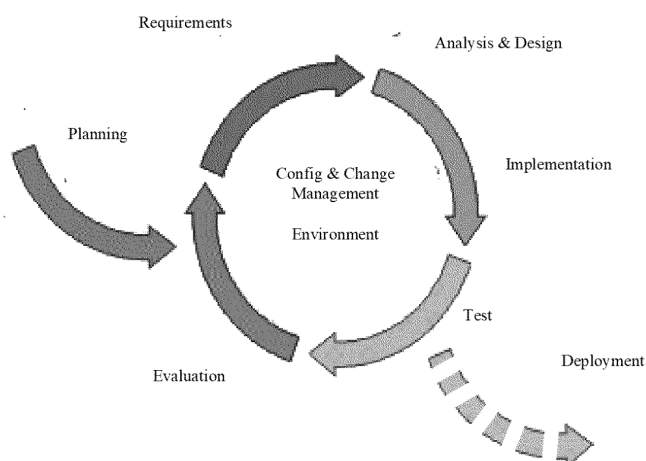 Requirements
Analysis & Design
Planning
Implementation
Config & Change
Management
Environment
Test
Deployment
Evaluation